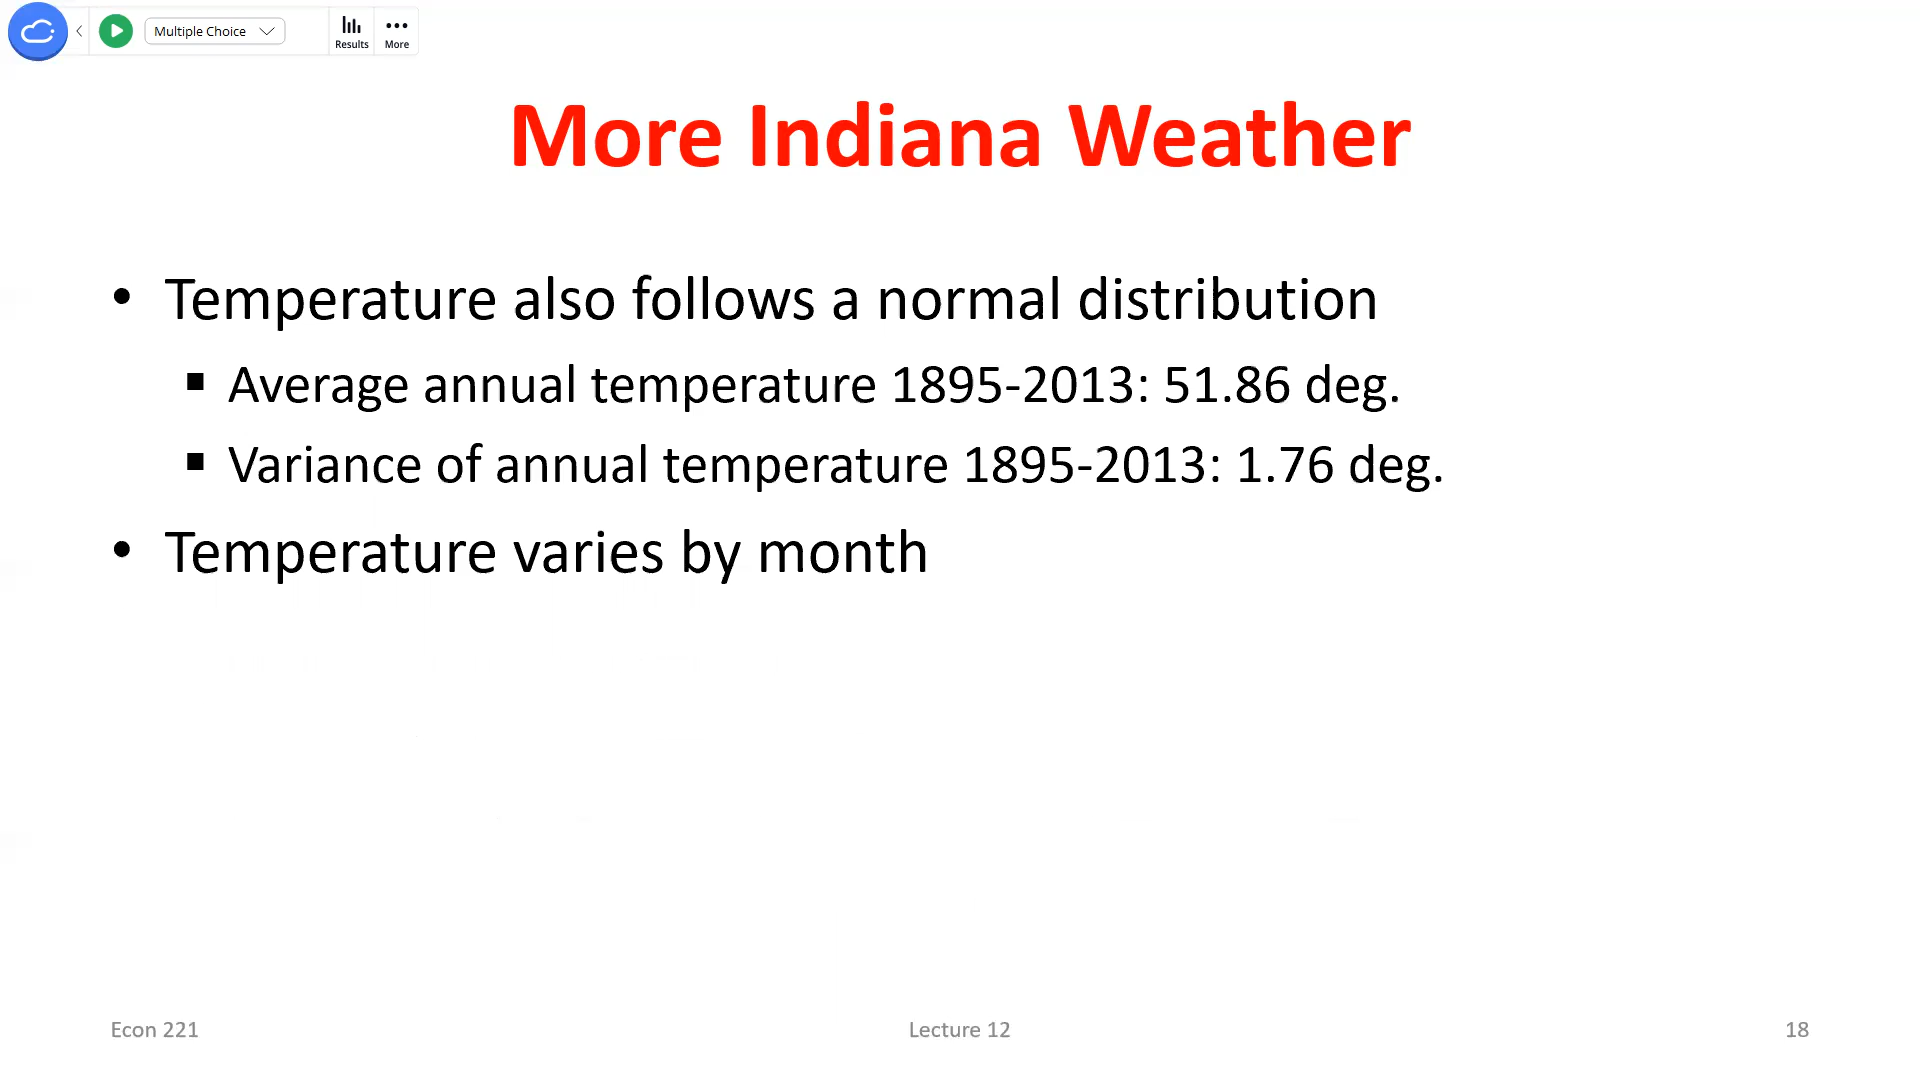 Multiple Choice
Results
More
More Indiana Weather
• Temperature also follows a normal distribution
▪ Average annual temperature 1895-2013: 51.86 deg.
▪ Variance of annual temperature 1895-2013: 1.76 deg.
• Temperature varies by month
Econ 221
Lecture 12
18